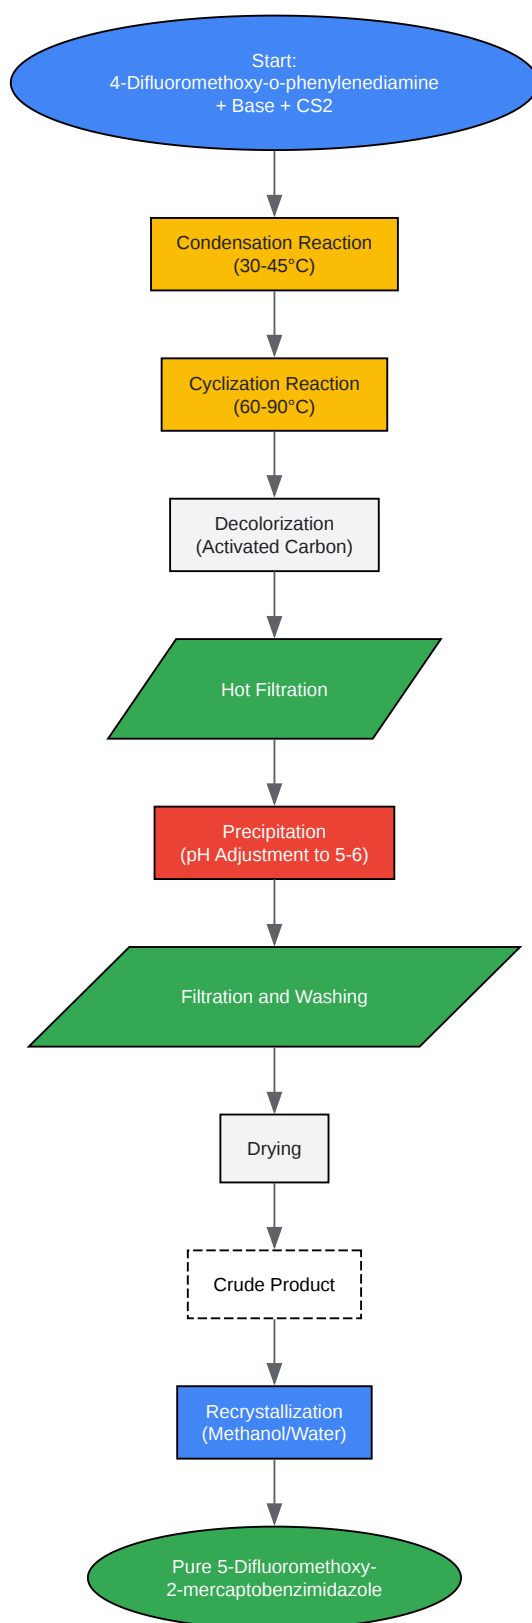 Start:
4-Difluoromethoxy-o-phenylenediamine
+ Base + CS2
Condensation Reaction
(30-45°C)
Cyclization Reaction
(60-90°C)
Decolorization
(Activated Carbon)
Hot Filtration
Precipitation
(pH Adjustment to 5-6)
Filtration and Washing
Drying
Crude Product
Recrystallization
(Methanol/Water)
Pure 5-Difluoromethoxy-
2-mercaptobenzimidazole